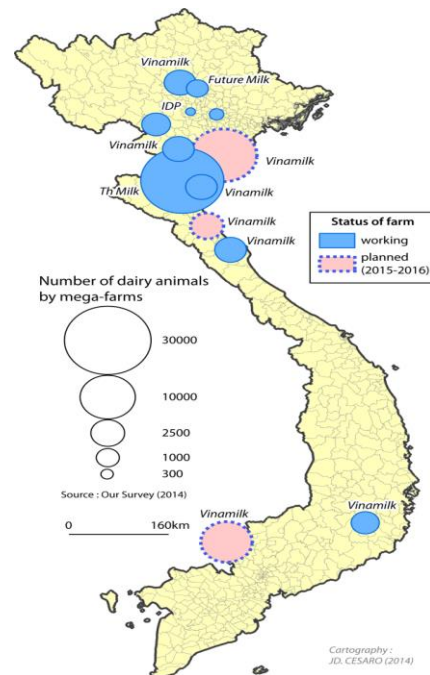 Vinamilk
Future Milk
IDP
Vinamilk
Vinamilk
Th Milk
Vinamilk
Vinamilk
Vinamilk
Status of farm
working
planned
(2015-2016)
Number of dairy animals
by mega-farms
30000
10000
2500
1000
300
Source : Our Survey (2014)
0 160km
Vinamilk
Vinamilk
Cartography :
JD. CESARO (2014)